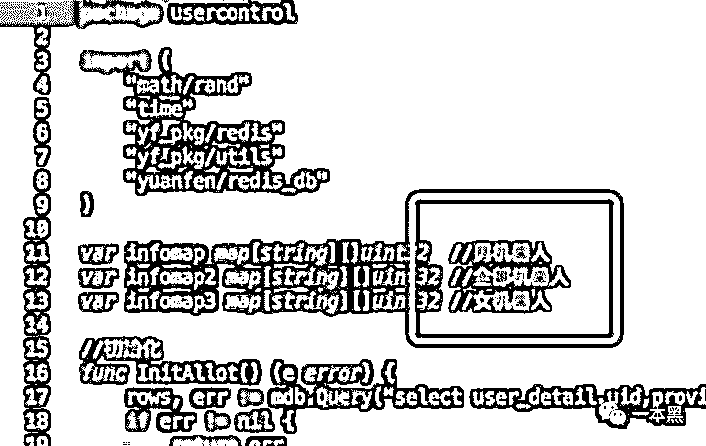 1 package usercontrol
2
3 import (
4 "math/rand"
5 "time"
6 "yf_pkg/redis"
7 "yf_pkg/utils"
8 "yuanfen/redis_db"
9 )
10
11 var infomap map[string][]uint32 //男机器人
12 var infomap2 map[string][]uint32 //全部机器人
13 var infomap3 map[string][]uint32 //女机器人
14
15 //初始化
16 func InitAllot() (e error) {
17 rows, err := mdb.Query("select user_detail.uid,provi
18 if err != nil {
19 return err
一本黑